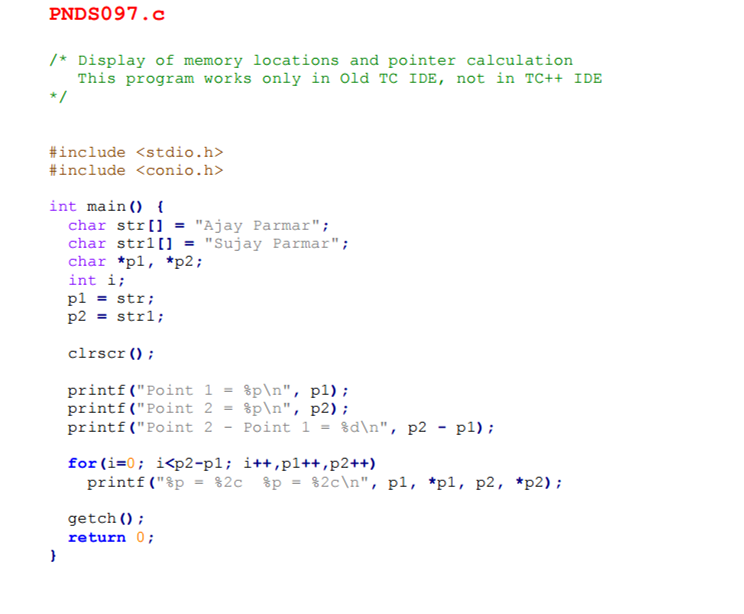 PNDS097.c
/* Display of memory locations and pointer calculation
   This program works only in Old TC IDE, not in TC++ IDE
*/
#include <stdio.h>
#include <conio.h>
int main() {
  char str[] = "Ajay Parmar";
  char str1[] = "Sujay Parmar";
  char *p1, *p2;
  int i;
  p1 = str;
  p2 = str1;
  clrscr();
  printf("Point 1 = %p\n", p1);
  printf("Point 2 = %p\n", p2);
  printf("Point 2 - Point 1 = %d\n", p2 - p1);
  for(i=0; i<p2-p1; i++,p1++,p2++)
    printf("%p = %2c  %p = %2c\n", p1, *p1, p2, *p2);
  getch();
  return 0;
}